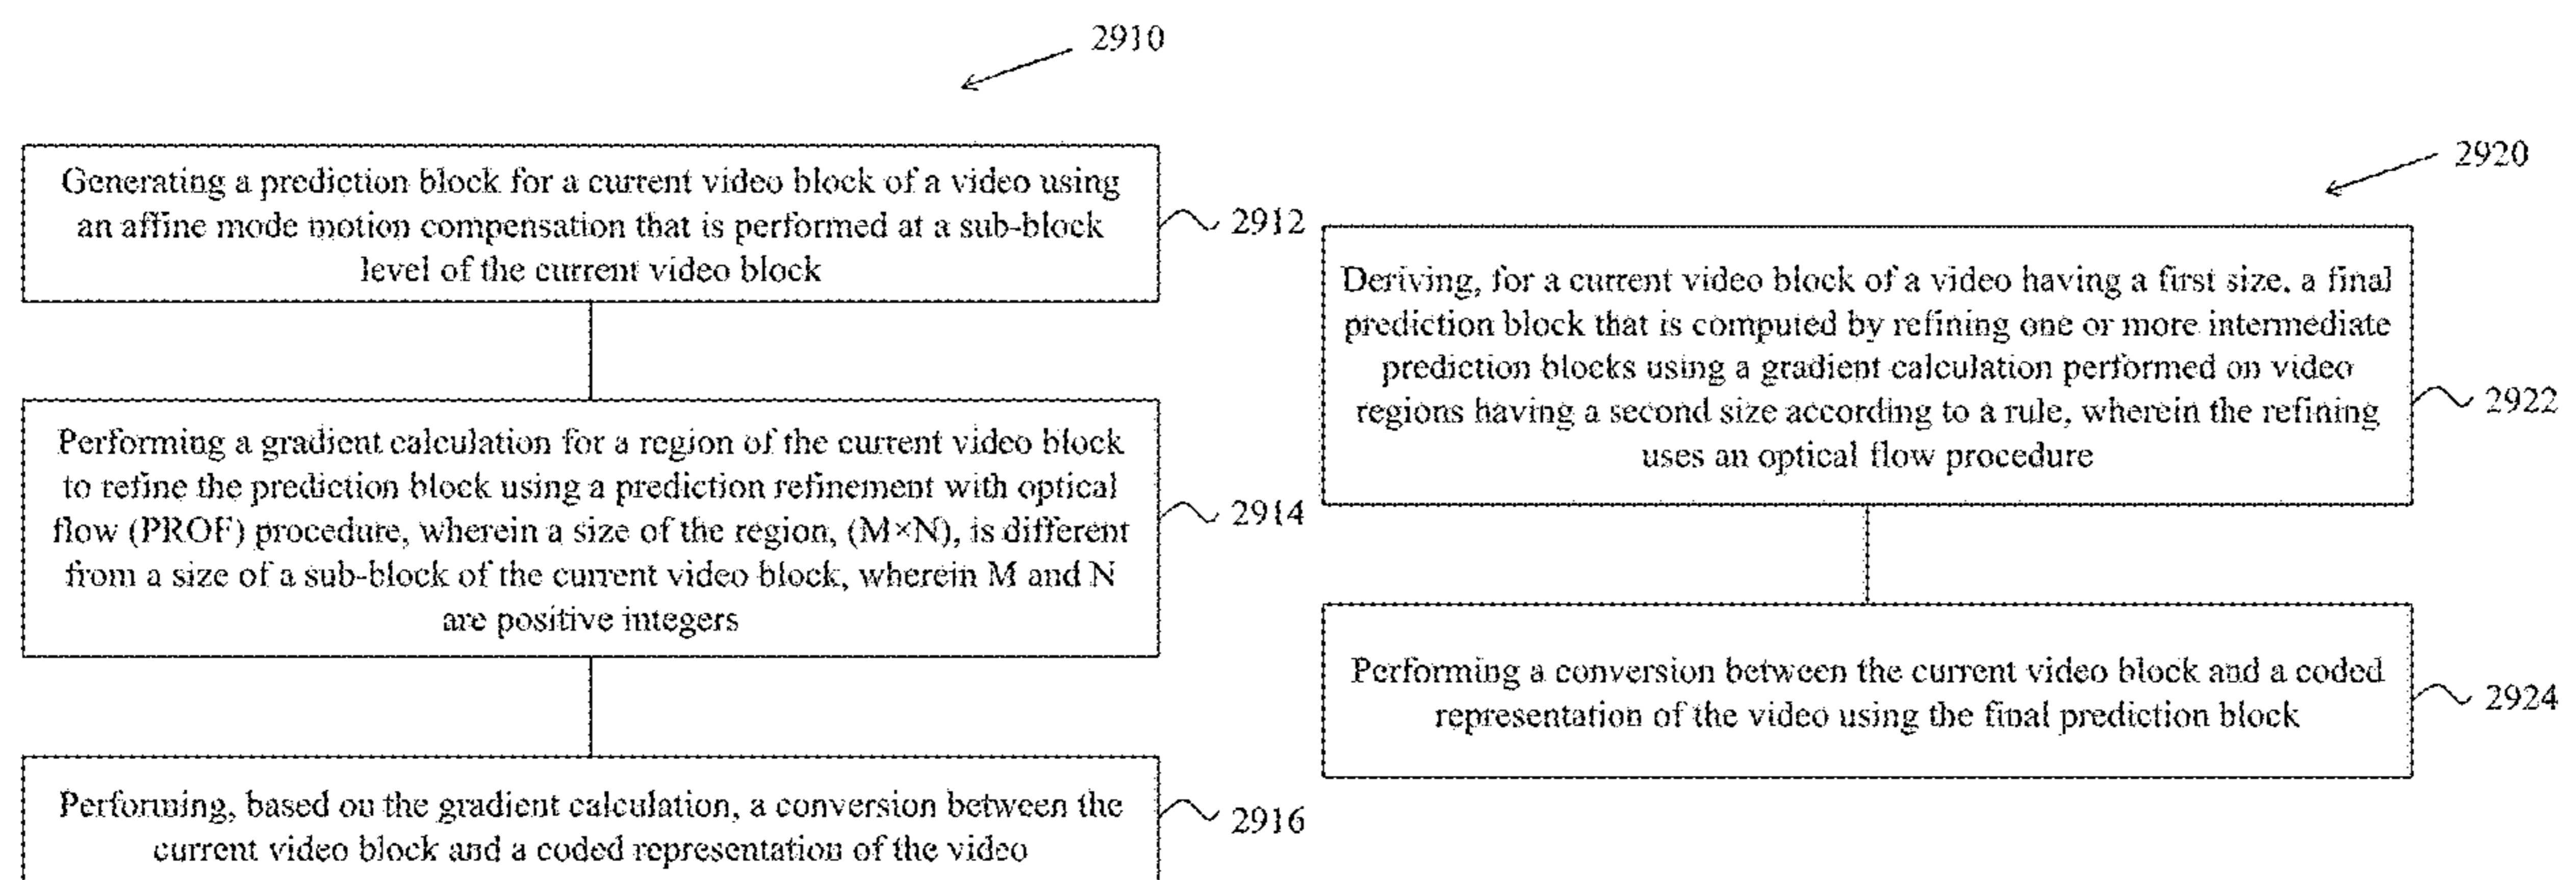 2910
Generating a prediction block for a current video block of a video using
an affine mode motion compensation that is performed at a sub-block
level of the current video block
2912
Performing a gradient calculation for a region of the current video block
to refine the prediction block using a prediction refinement with optical
flow (PROF) procedure, wherein a size of the region, (M×N), is different
from a size of a sub-block of the current video block, wherein M and N
are positive integers
2914
Performing, based on the gradient calculation, a conversion between the
current video block and a coded representation of the video
2916
2920
Deriving, for a current video block of a video having a first size, a final
prediction block that is computed by refining one or more intermediate
prediction blocks using a gradient calculation performed on video
regions having a second size according to a rule, wherein the refining
uses an optical flow procedure
2922
Performing a conversion between the current video block and a coded
representation of the video using the final prediction block
2924